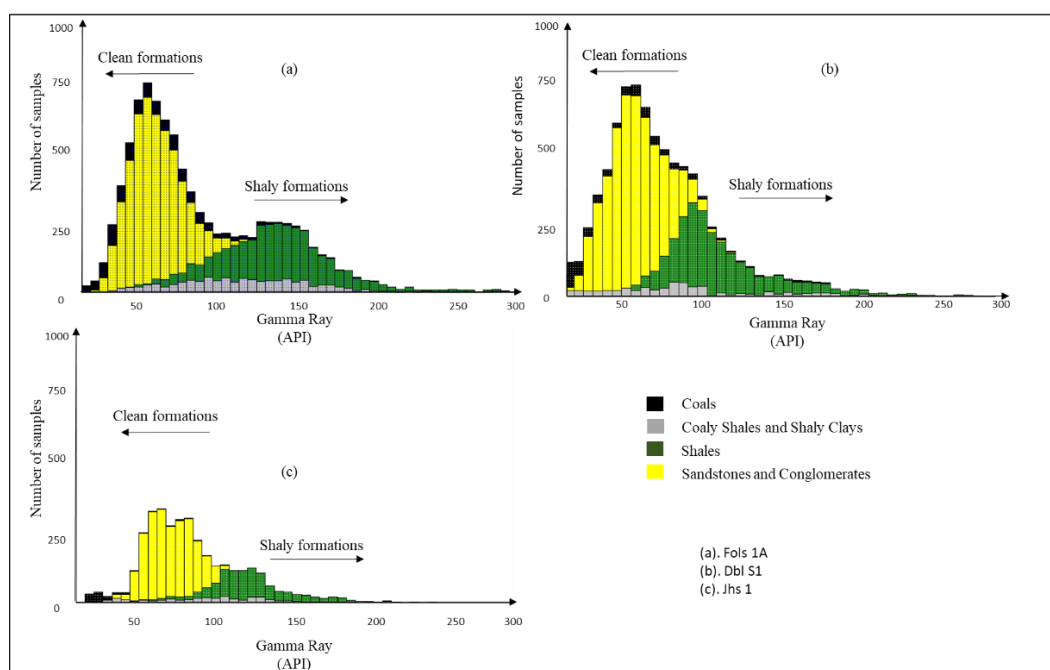 1000
Clean formations
(a)
750
Number of samples
500
Shaly formations
250
0
50
100
150
200
250
300
Gamma Ray
(API)
1000
Clean formations
(b)
750
Number of samples
500
Shaly formations
250
0
50
100
150
200
250
300
Gamma Ray
(API)
1000
750
Clean formations
Number of samples
500
(c)
250
Shaly formations
0
50
100
150
200
250
300
Gamma Ray
(API)
Coals
Coaly Shales and Shaly Clays
Shales
Sandstones and Conglomerates
(a). Fols 1A
(b). Dbl S1
(c). Jhs 1